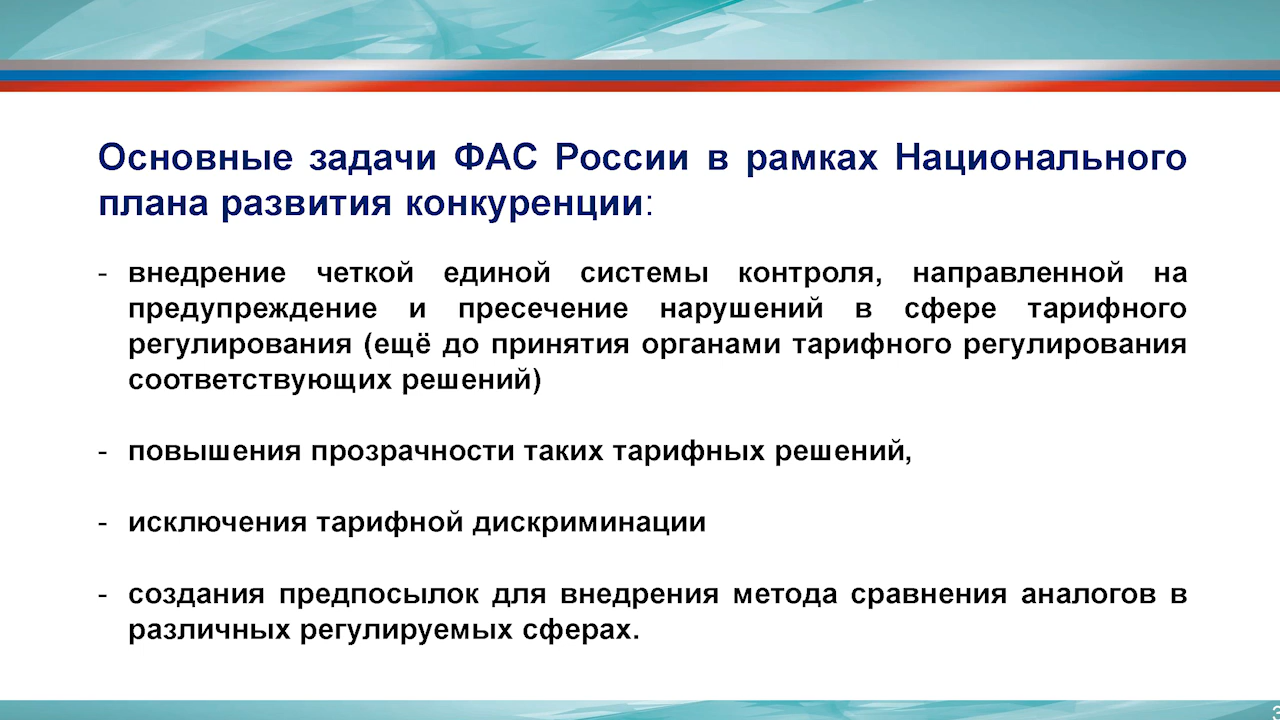 Основные задачи ФАС России в рамках Национального
плана развития конкуренции:
- внедрение четкой единой системы контроля, направленной на
предупреждение и пресечение нарушений в сфере тарифного
регулирования (ещё до принятия органами тарифного регулирования
соответствующих решений)
- повышения прозрачности таких тарифных решений,
- исключения тарифной дискриминации
- создания предпосылок для внедрения метода сравнения аналогов в
различных регулируемых сферах.